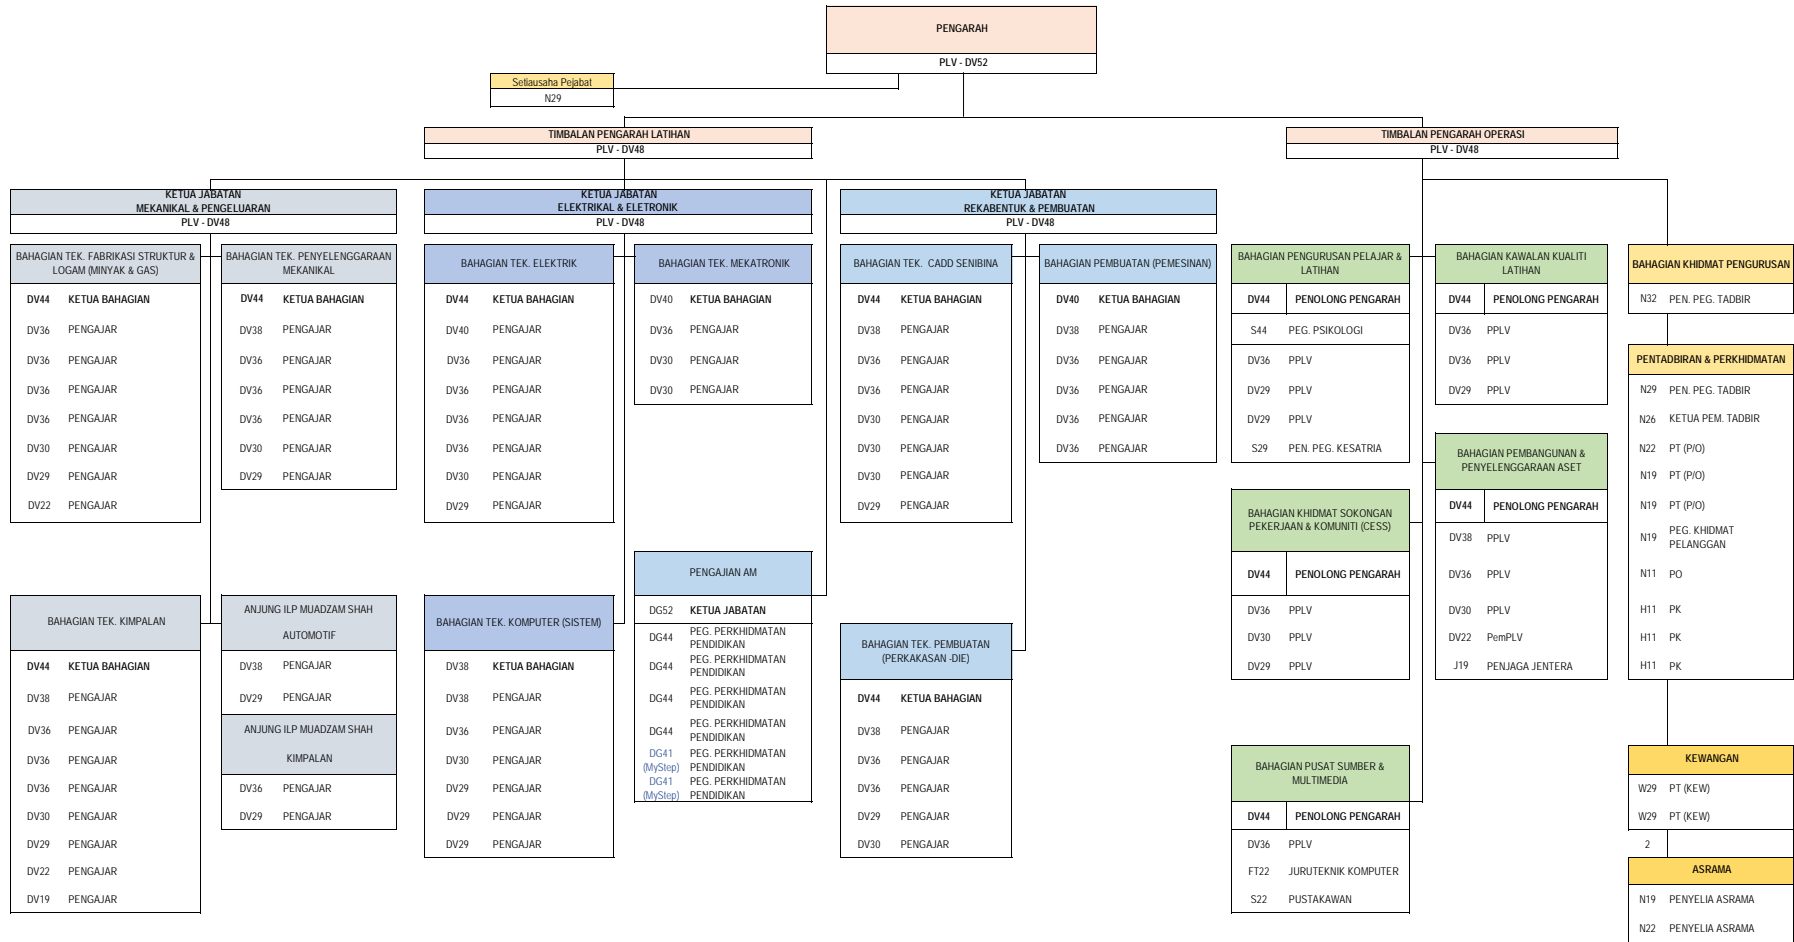 PENGARAH
PLV - DV52
Setiausaha Pejabat
N29
TIMBALAN PENGARAH LATIHAN
PLV - DV48
TIMBALAN PENGARAH OPERASI
PLV - DV48
KETUA JABATAN
MEKANIKAL & PENGELUARAN
PLV - DV48
KETUA JABATAN
ELEKTRIKAL & ELETRONIK
PLV - DV48
KETUA JABATAN
REKABENTUK & PEMBUATAN
PLV - DV48
BAHAGIAN TEK. FABRIKASI STRUKTUR &
LOGAM (MINYAK & GAS)
DV44 KETUA BAHAGIAN
DV36 PENGAJAR
DV36 PENGAJAR
DV36 PENGAJAR
DV36 PENGAJAR
DV30 PENGAJAR
DV29 PENGAJAR
DV22 PENGAJAR
BAHAGIAN TEK. PENYELENGGARAAN
MEKANIKAL
DV44 KETUA BAHAGIAN
DV38 PENGAJAR
DV36 PENGAJAR
DV36 PENGAJAR
DV36 PENGAJAR
DV30 PENGAJAR
DV29 PENGAJAR
BAHAGIAN TEK. ELEKTRIK
DV44 KETUA BAHAGIAN
DV40 PENGAJAR
DV36 PENGAJAR
DV36 PENGAJAR
DV36 PENGAJAR
DV36 PENGAJAR
DV30 PENGAJAR
DV29 PENGAJAR
BAHAGIAN TEK. MEKATRONIK
DV40 KETUA BAHAGIAN
DV36 PENGAJAR
DV30 PENGAJAR
DV30 PENGAJAR
BAHAGIAN TEK. CADD SENIBINA
DV44 KETUA BAHAGIAN
DV38 PENGAJAR
DV36 PENGAJAR
DV36 PENGAJAR
DV30 PENGAJAR
DV30 PENGAJAR
DV30 PENGAJAR
DV29 PENGAJAR
BAHAGIAN PEMBUATAN (PEMESINAN)
DV40 KETUA BAHAGIAN
DV38 PENGAJAR
DV36 PENGAJAR
DV36 PENGAJAR
DV36 PENGAJAR
DV36 PENGAJAR
BAHAGIAN PENGURUSAN PELAJAR &
LATIHAN
DV44 PENOLONG PENGARAH
S44 PEG. PSIKOLOGI
DV36 PPLV
DV29 PPLV
DV29 PPLV
S29 PEN. PEG. KESATRIA
BAHAGIAN KAWALAN KUALITI
LATIHAN
DV44 PENOLONG PENGARAH
DV36 PPLV
DV36 PPLV
DV29 PPLV
BAHAGIAN KHIDMAT PENGURUSAN
N32 PEN. PEG. TADBIR
PENTADBIRAN & PERKHIDMATAN
N29 PEN. PEG. TADBIR
N26 KETUA PEM. TADBIR
N22 PT (P/O)
N19 PT (P/O)
N19 PT (P/O)
N19 PEG. KHIDMAT
PELANGGAN
N11 PO
H11 PK
H11 PK
H11 PK
BAHAGIAN PEMBANGUNAN &
PENYELENGGARAAN ASET
DV44 PENOLONG PENGARAH
DV38 PPLV
DV36 PPLV
DV30 PPLV
DV22 PemPLV
J19 PENJAGA JENTERA
BAHAGIAN KHIDMAT SOKONGAN
PEKERJAAN & KOMUNITI (CESS)
DV44 PENOLONG PENGARAH
DV36 PPLV
DV30 PPLV
DV29 PPLV
BAHAGIAN TEK. KIMPALAN
DV44 KETUA BAHAGIAN
DV38 PENGAJAR
DV36 PENGAJAR
DV36 PENGAJAR
DV36 PENGAJAR
DV30 PENGAJAR
DV29 PENGAJAR
DV22 PENGAJAR
DV19 PENGAJAR
ANJUNG ILP MUADZAM SHAH
AUTOMOTIF
DV38 PENGAJAR
DV29 PENGAJAR
ANJUNG ILP MUADZAM SHAH
KIMPALAN
DV36 PENGAJAR
DV29 PENGAJAR
BAHAGIAN TEK. KOMPUTER (SISTEM)
DV38 KETUA BAHAGIAN
DV38 PENGAJAR
DV36 PENGAJAR
DV30 PENGAJAR
DV29 PENGAJAR
DV29 PENGAJAR
DV29 PENGAJAR
PENGAJIAN AM
DG52 KETUA JABATAN
DG44 PEG. PERKHIDMATAN
PENDIDIKAN
DG44 PEG. PERKHIDMATAN
PENDIDIKAN
DG44 PEG. PERKHIDMATAN
PENDIDIKAN
DG44 PEG. PERKHIDMATAN
PENDIDIKAN
DG41 PEG. PERKHIDMATAN
(MyStep) PENDIDIKAN
DG41 PEG. PERKHIDMATAN
(MyStep) PENDIDIKAN
BAHAGIAN TEK. PEMBUATAN
(PERKAKASAN -DIE)
DV44 KETUA BAHAGIAN
DV38 PENGAJAR
DV36 PENGAJAR
DV36 PENGAJAR
DV29 PENGAJAR
DV30 PENGAJAR
BAHAGIAN PUSAT SUMBER &
MULTIMEDIA
DV44 PENOLONG PENGARAH
DV36 PPLV
FT22 JURUTEKNIK KOMPUTER
S22 PUSTAKAWAN
KEWANGAN
W29 PT (KEW)
W29 PT (KEW)
2
ASRAMA
N19 PENYELIA ASRAMA
N22 PENYELIA ASRAMA